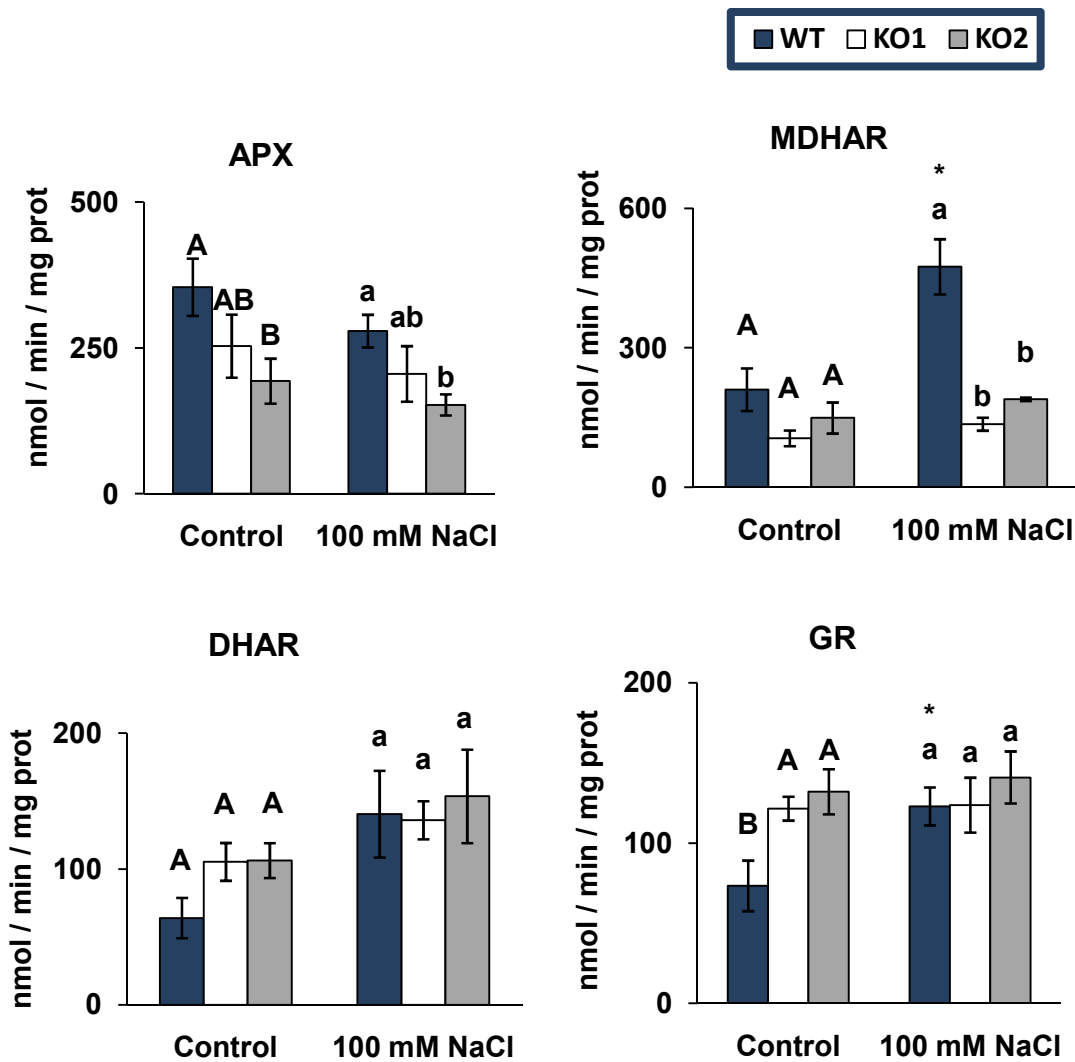 WT KO1 KO2
APX
nmol / min / mg prot
500
250
0
A
AB
B
a
ab
b
Control 100 mM NaCl
MDHAR
nmol / min / mg prot
600
300
0
A
A
A
*
a
b
b
Control 100 mM NaCl
DHAR
nmol / min / mg prot
200
100
0
A
A
A
a
a
a
Control 100 mM NaCl
GR
nmol / min / mg prot
200
100
0
B
A
A
*
a
a
a
Control 100 mM NaCl